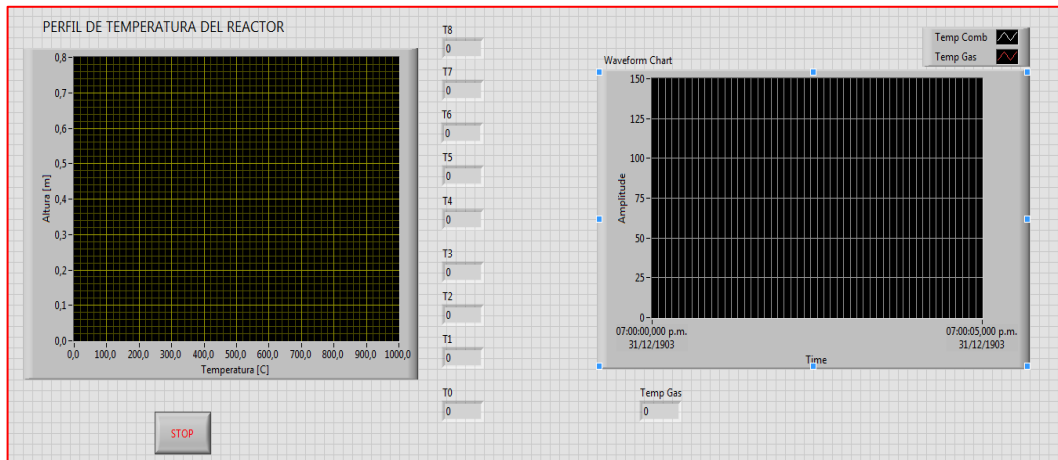 PERFIL DE TEMPERATURA DEL REACTOR
0,8
0,7
0,6
0,5
0,4
0,3
0,2
0,1
0,0
Altura [m]
0,0 100,0 200,0 300,0 400,0 500,0 600,0 700,0 800,0 900,0 1000,0
Temperatura [C]
STOP
T8
0
T7
0
T6
0
T5
0
T4
0
T3
0
T2
0
T1
0
T0
0
Temp Comb
Temp Gas
Waveform Chart
150
125
100
75
50
25
0
Amplitude
07:00:00,000 p.m. 07:00:05,000 p.m.
31/12/1903 31/12/1903
Time
Temp Gas
0